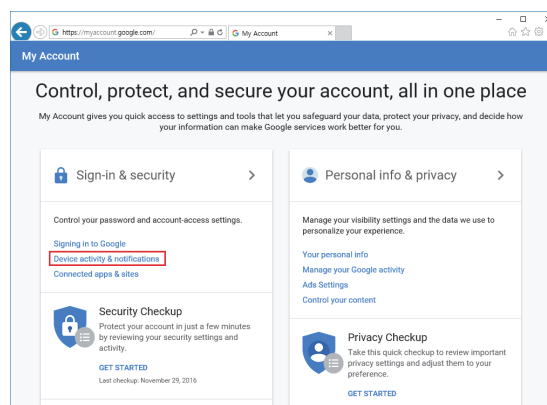 https://myaccount.google.com/
My Account
My Account
Control, protect, and secure your account, all in one place
My Account gives you quick access to settings and tools that let you safeguard your data, protect your privacy, and decide how
your information can make Google services work better for you.
Sign-in & security
Control your password and account-access settings.
Signing in to Google
Device activity & notifications
Connected apps & sites
Security Checkup
Protect your account in just a few minutes
by reviewing your security settings and
activity.
GET STARTED
Last checkup: November 29, 2016
Personal info & privacy
Manage your visibility settings and the data we use to
personalize your experience.
Your personal info
Manage your Google activity
Ads Settings
Control your content
Privacy Checkup
Take this quick checkup to review important
privacy settings and adjust them to your
preference.
GET STARTED